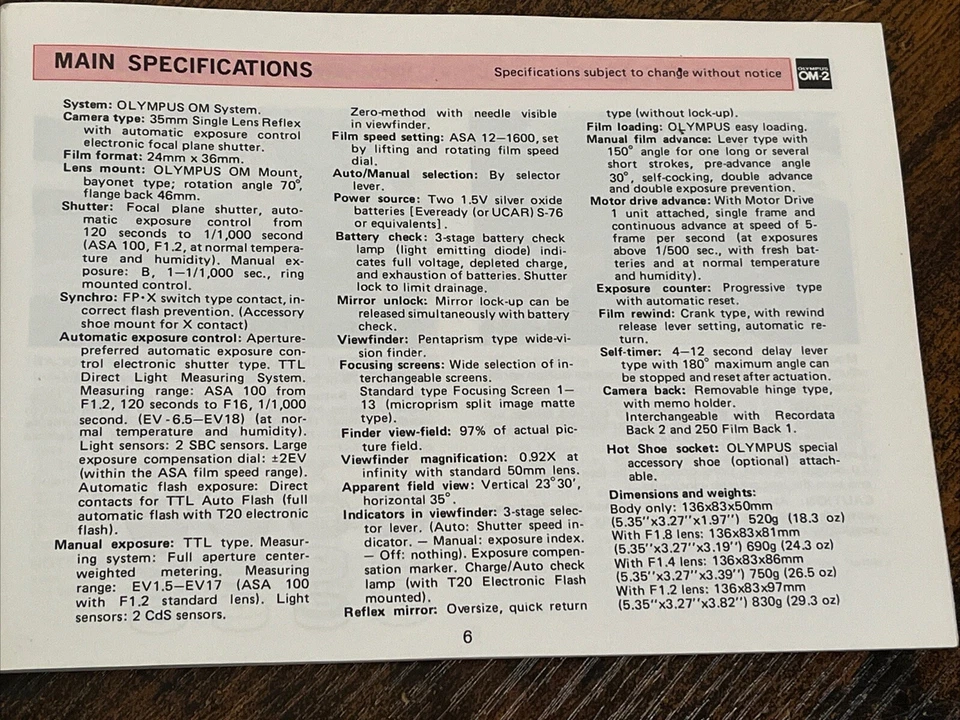 MAIN SPECIFICATIONS
Specifications subject to change without notice
OLYMPUS
OM-2
System: OLYMPUS OM System.
Camera type: 35mm Single Lens Reflex
with automatic exposure control
electronic focal plane shutter.
Film format: 24mm x 36mm.
Lens mount: OLYMPUS OM Mount,
bayonet type; rotation angle 70°,
flange back 46mm.
Shutter: Focal plane shutter, auto-
matic exposure control from
120 seconds to 1/1,000 second
(ASA 100, F1.2, at normal tempera-
ture and humidity). Manual ex-
posure: B, 1—1/1,000 sec., ring
mounted control.
Synchro: FP·X switch type contact, in-
correct flash prevention. (Accessory
shoe mount for X contact)
Automatic exposure control: Aperture-
preferred automatic exposure con-
trol electronic shutter type. TTL
Direct Light Measuring System.
Measuring range: ASA 100 from
F1.2, 120 seconds to F16, 1/1,000
second. (EV -6.5—EV18) (at nor-
mal temperature and humidity).
Light sensors: 2 SBC sensors. Large
exposure compensation dial: ±2EV
(within the ASA film speed range).
Automatic flash exposure: Direct
contacts for TTL Auto Flash (full
automatic flash with T20 electronic
flash).
Manual exposure: TTL type. Measur-
ing system: Full aperture center-
weighted metering. Measuring
range: EV1.5—EV17 (ASA 100
with F1.2 standard lens). Light
sensors: 2 CdS sensors.
Zero-method with needle visible
in viewfinder.
Film speed setting: ASA 12—1600, set
by lifting and rotating film speed
dial.
Auto/Manual selection: By selector
lever.
Power source: Two 1.5V silver oxide
batteries [Eveready (or UCAR) S-76
or equivalents].
Battery check: 3-stage battery check
lamp (light emitting diode) indi-
cates full voltage, depleted charge,
and exhaustion of batteries. Shutter
lock to limit drainage.
Mirror unlock: Mirror lock-up can be
released simultaneously with battery
check.
Viewfinder: Pentaprism type wide-vi-
sion finder.
Focusing screens: Wide selection of in-
terchangeable screens.
Standard type Focusing Screen 1—
13 (microprism split image matte
type).
Finder view-field: 97% of actual pic-
ture field.
Viewfinder magnification: 0.92X at
infinity with standard 50mm lens.
Apparent field view: Vertical 23°30',
horizontal 35°.
Indicators in viewfinder: 3-stage selec-
tor lever. (Auto: Shutter speed in-
dicator. — Manual: exposure index.
— Off: nothing). Exposure compen-
sation marker. Charge/Auto check
lamp (with T20 Electronic Flash
mounted).
Reflex mirror: Oversize, quick return
type (without lock-up).
Film loading: OLYMPUS easy loading.
Manual film advance: Lever type with
150° angle for one long or several
short strokes, pre-advance angle
30°, self-cocking, double advance
and double exposure prevention.
Motor drive advance: With Motor Drive
1 unit attached, single frame and
continuous advance at speed of 5-
frame per second (at exposures
above 1/500 sec., with fresh bat-
teries and at normal temperature
and humidity).
Exposure counter: Progressive type
with automatic reset.
Film rewind: Crank type, with rewind
release lever setting, automatic re-
turn.
Self-timer: 4—12 second delay lever
type with 180° maximum angle can
be stopped and reset after actuation.
Camera back: Removable hinge type,
with memo holder.
Interchangeable with Recordata
Back 2 and 250 Film Back 1.
Hot Shoe socket: OLYMPUS special
accessory shoe (optional) attach-
able.
Dimensions and weights:
Body only: 136x83x50mm
(5.35''x3.27''x1.97'') 520g (18.3 oz)
With F1.8 lens: 136x83x81mm
(5.35''x3.27''x3.19'') 690g (24.3 oz)
With F1.4 lens: 136x83x86mm
(5.35''x3.27''x3.39'') 750g (26.5 oz)
With F1.2 lens: 136x83x97mm
(5.35''x3.27''x3.82'') 830g (29.3 oz)
6